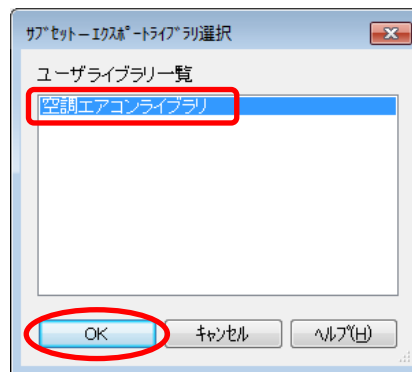 ｻﾌﾞｾｯﾄーｴｸｽﾎﾟｰﾄﾗｲﾌﾞﾗﾘ選択
ユーザライブラリ一覧
空調エアコンライブラリ
OK
ｷｬﾝｾﾙ
ﾍﾙﾌﾟ(H)